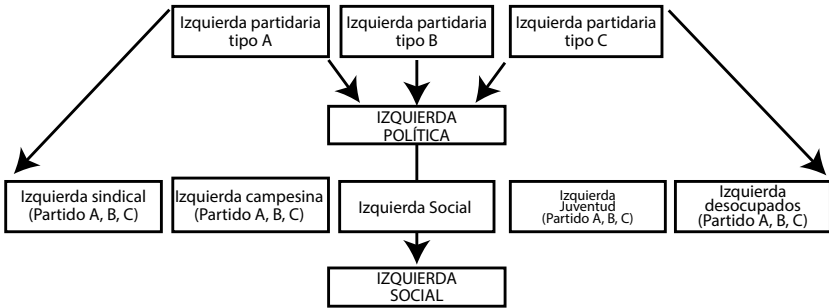 Izquierda partidaria
tipo A
Izquierda partidaria
tipo B
Izquierda partidaria
tipo C
IZQUIERDA
POLÍTICA
Izquierda sindical
(Partido A, B, C)
Izquierda campesina
(Partido A, B, C)
Izquierda Social
Izquierda
Juventud
(Partido A, B, C)
Izquierda
desocupados
(Partido A, B, C)
IZQUIERDA
SOCIAL